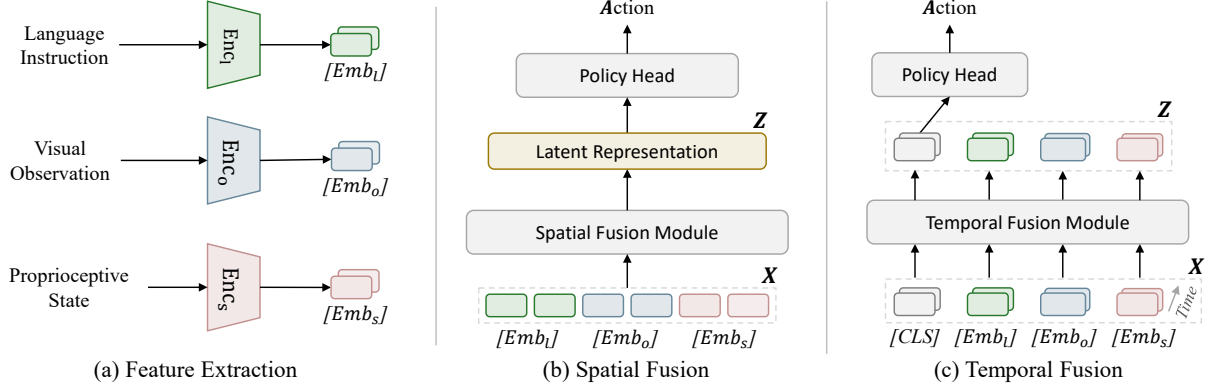 Language
Instruction
Enc_l
[Emb_l]
Visual
Observation
Enc_o
[Emb_o]
Proprioceptive
State
Enc_s
[Emb_s]
(a) Feature Extraction
Action
Policy Head
Z
Latent Representation
Spatial Fusion Module
X
[Emb_l] [Emb_o] [Emb_s]
(b) Spatial Fusion
Action
Policy Head
Z
Temporal Fusion Module
X
Time
[CLS] [Emb_l] [Emb_o] [Emb_s]
(c) Temporal Fusion